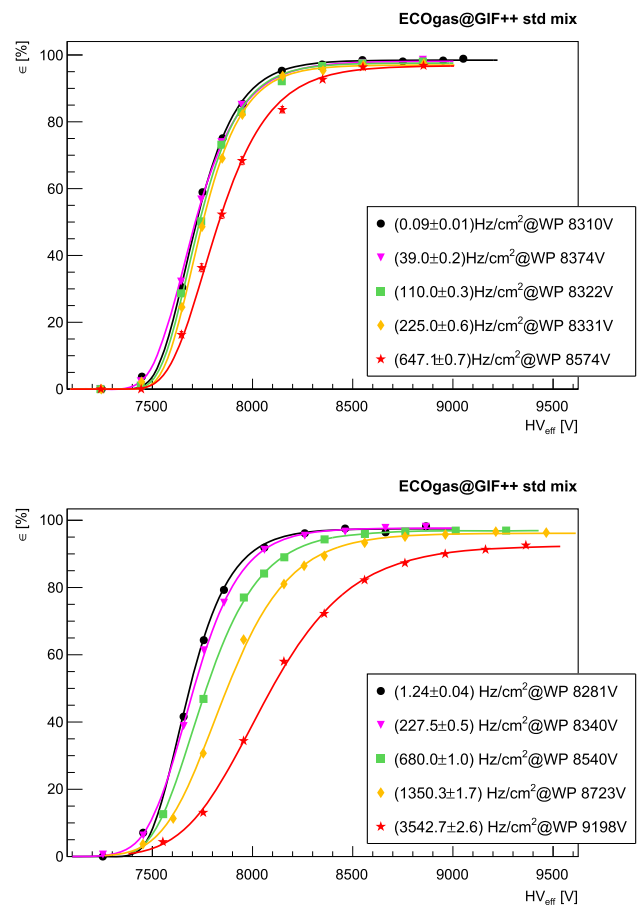 ECOgas@GIF++ std mix
ε [%]
100
80
60
40
20
0
(0.09±0.01)Hz/cm²@WP 8310V
(39.0±0.2)Hz/cm²@WP 8374V
(110.0±0.3)Hz/cm²@WP 8322V
(225.0±0.6)Hz/cm²@WP 8331V
(647.1±0.7)Hz/cm²@WP 8574V
7500 8000 8500 9000 9500
HVeff [V]
ECOgas@GIF++ std mix
ε [%]
100
80
60
40
20
0
(1.24±0.04) Hz/cm²@WP 8281V
(227.5±0.5) Hz/cm²@WP 8340V
(680.0±1.0) Hz/cm²@WP 8540V
(1350.3±1.7) Hz/cm²@WP 8723V
(3542.7±2.6) Hz/cm²@WP 9198V
7500 8000 8500 9000 9500
HVeff [V]